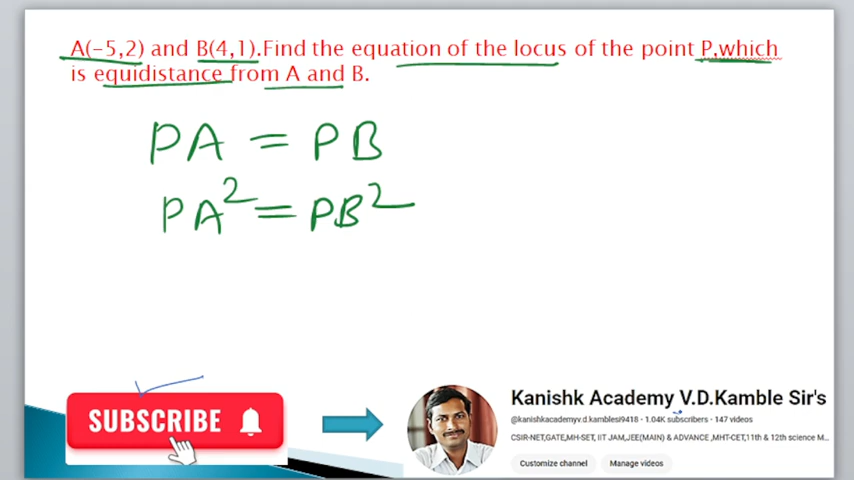 A(−5,2) and B(4,1).Find the equation of the locus of the point P,which
is equidistance from A and B.
PA = PB
PA² = PB²
SUBSCRIBE
Kanishk Academy V.D.Kamble Sir's
@kanishkacademyv.d.kamblesi9418 · 1.04K subscribers · 147 videos
CSIR-NET,GATE,MH-SET, IIT JAM,JEE(MAIN) & ADVANCE ,MHT-CET,11th & 12th science M...
Customize channel
Manage videos